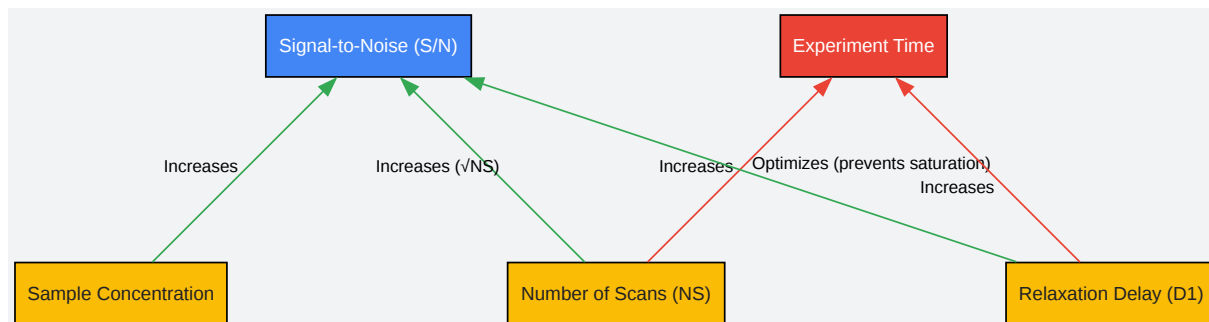 Signal-to-Noise (S/N)
Experiment Time
Increases
Increases (√NS)
Increases
Optimizes (prevents saturation)
Increases
Sample Concentration
Number of Scans (NS)
Relaxation Delay (D1)